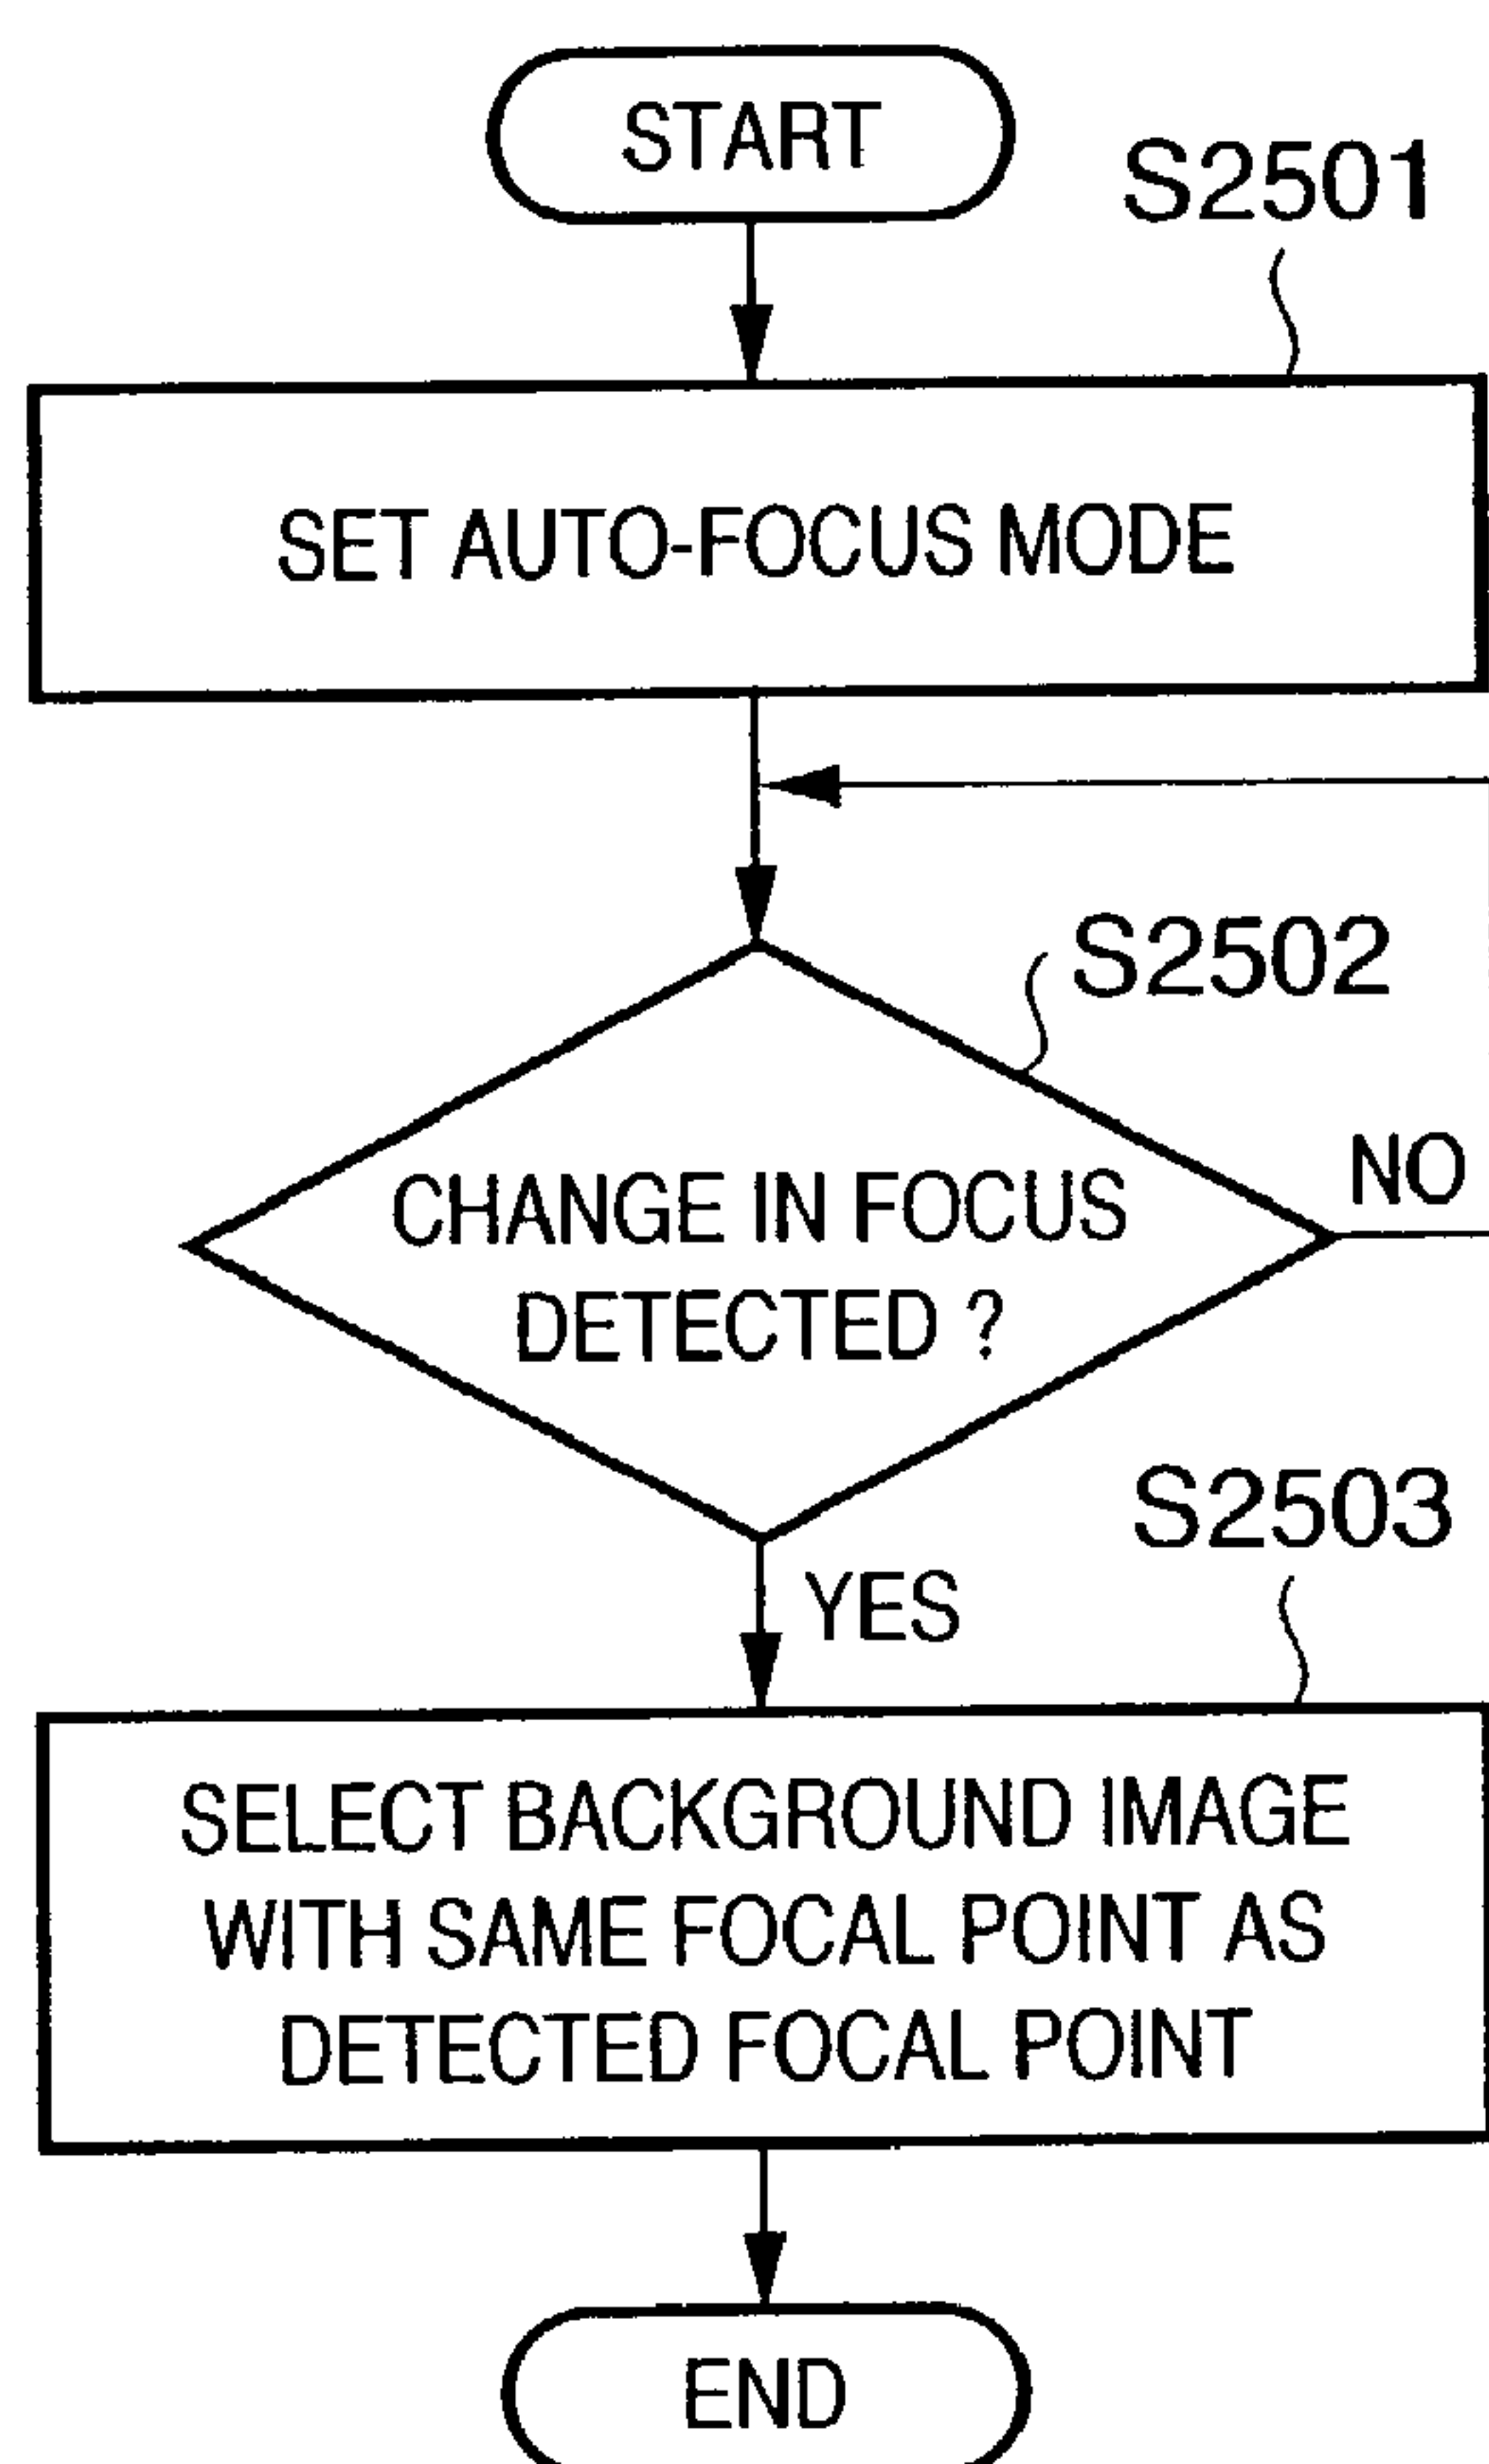 START
S2501
SET AUTO-FOCUS MODE
S2502
CHANGE IN FOCUS
DETECTED ?
NO
YES
S2503
SELECT BACKGROUND IMAGE
WITH SAME FOCAL POINT AS
DETECTED FOCAL POINT
END